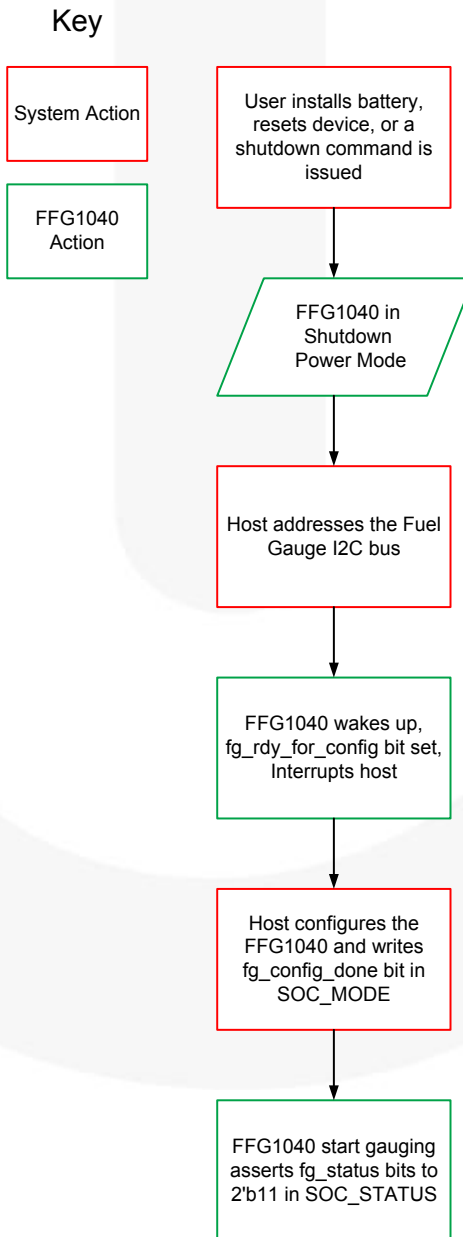 Key
System Action
FFG1040
Action
User installs battery,
resets device, or a
shutdown command is
issued
FFG1040 in
Shutdown
Power Mode
Host addresses the Fuel
Gauge I2C bus
FFG1040 wakes up,
fg_rdy_for_config bit set,
Interrupts host
Host configures the
FFG1040 and writes
fg_config_done bit in
SOC_MODE
FFG1040 start gauging
asserts fg_status bits to
2'b11 in SOC_STATUS